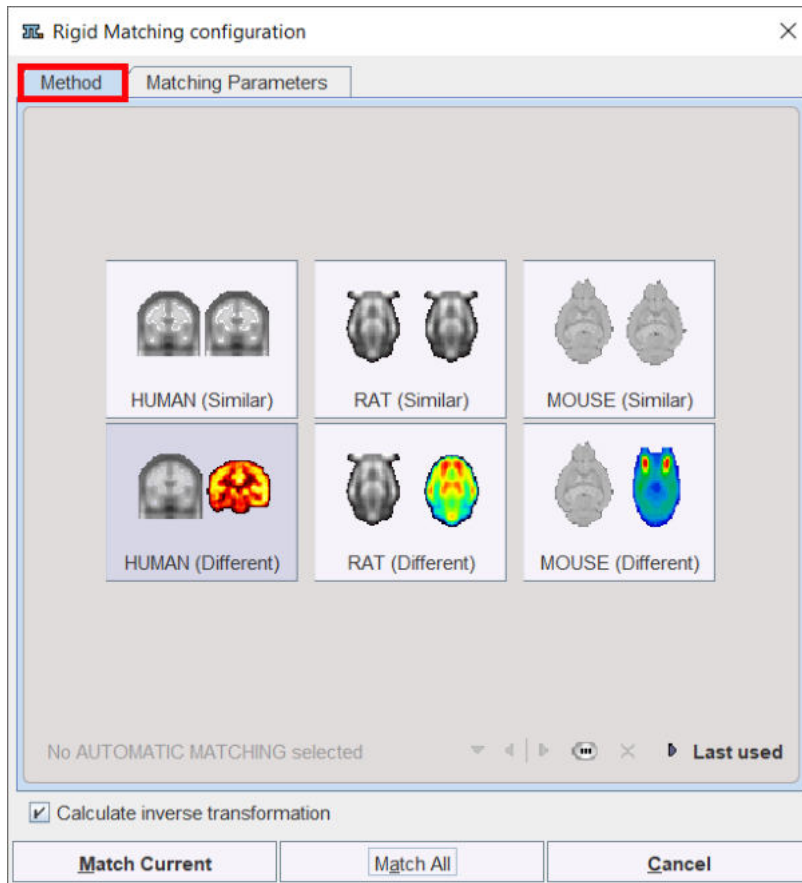 Rigid Matching configuration
Method Matching Parameters
HUMAN (Similar) RAT (Similar) MOUSE (Similar)
HUMAN (Different) RAT (Different) MOUSE (Different)
No AUTOMATIC MATCHING selected Last used
Calculate inverse transformation
Match Current Match All Cancel